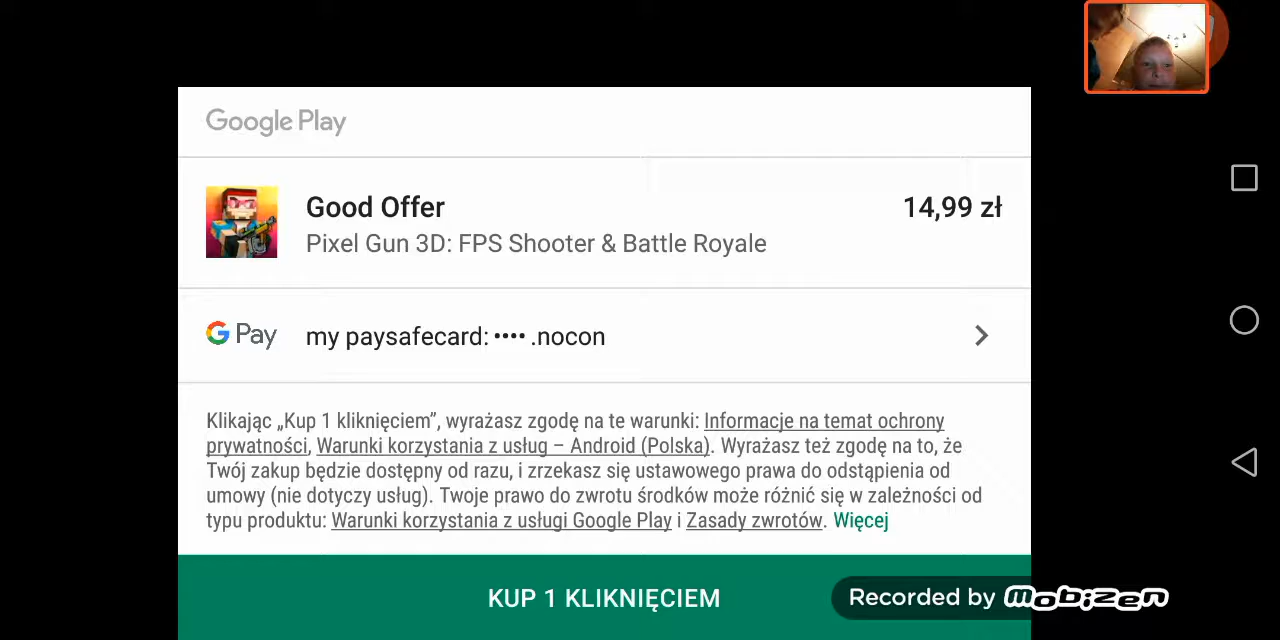 Google Play
Good Offer
14,99 zł
Pixel Gun 3D: FPS Shooter & Battle Royale
G Pay
my paysafecard: •••• .nocon
Klikając „Kup 1 kliknięciem”, wyrażasz zgodę na te warunki: Informacje na temat ochrony
prywatności, Warunki korzystania z usług – Android (Polska). Wyrażasz też zgodę na to, że
Twój zakup będzie dostępny od razu, i zrzekasz się ustawowego prawa do odstąpienia od
umowy (nie dotyczy usług). Twoje prawo do zwrotu środków może różnić się w zależności od
typu produktu: Warunki korzystania z usługi Google Play i Zasady zwrotów. Więcej
KUP 1 KLIKNIĘCIEM
Recorded by mobizen